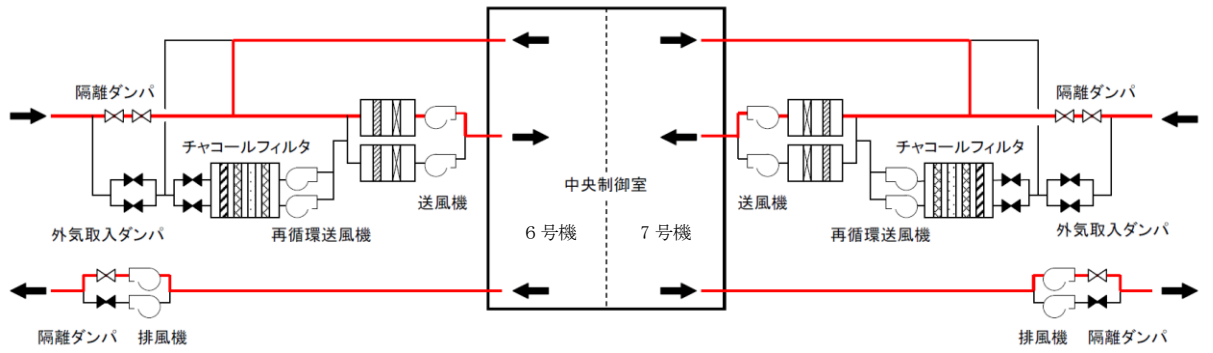 隔離ダンパ
隔離ダンパ
チャコールフィルタ
チャコールフィルタ
中央制御室
送風機
送風機
外気取入ダンパ
再循環送風機
6号機
7号機
再循環送風機
外気取入ダンパ
隔離ダンパ
排風機
排風機
隔離ダンパ